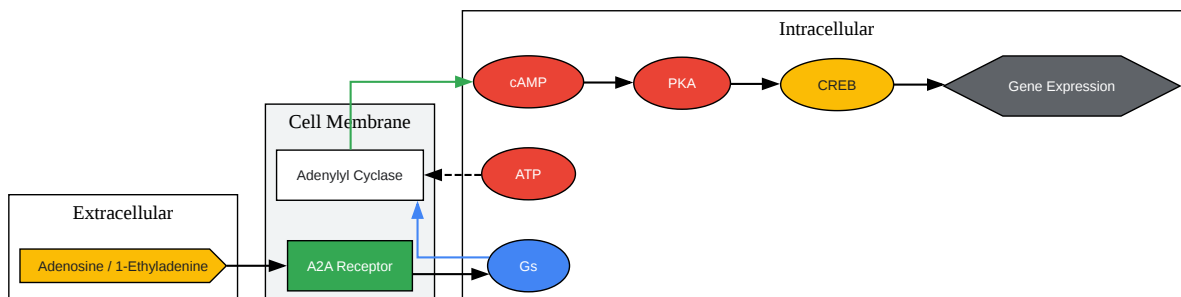 Intracellular
cAMP
PKA
CREB
Gene Expression
Cell Membrane
Adenylyl Cyclase
ATP
Extracellular
Adenosine / 1-Ethyladenine
A2A Receptor
Gs